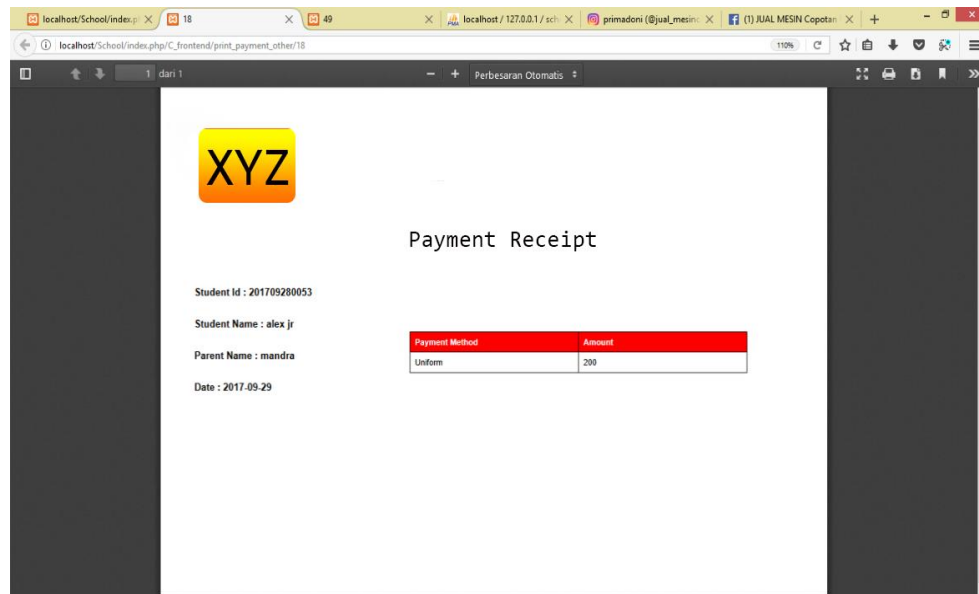 localhost/School/index.p
18
49
localhost / 127.0.0.1 / sch
primadoni (@jual_mesinc
(1) JUAL MESIN Copotan
localhost/School/index.php/C_frontend/print_payment_other/18
110%
1 dari 1
Perbesaran Otomatis
XYZ
Payment Receipt
Student Id : 201709280053
Student Name : alex jr
Parent Name : mandra
Date : 2017-09-29
Payment Method Amount
Uniform 200